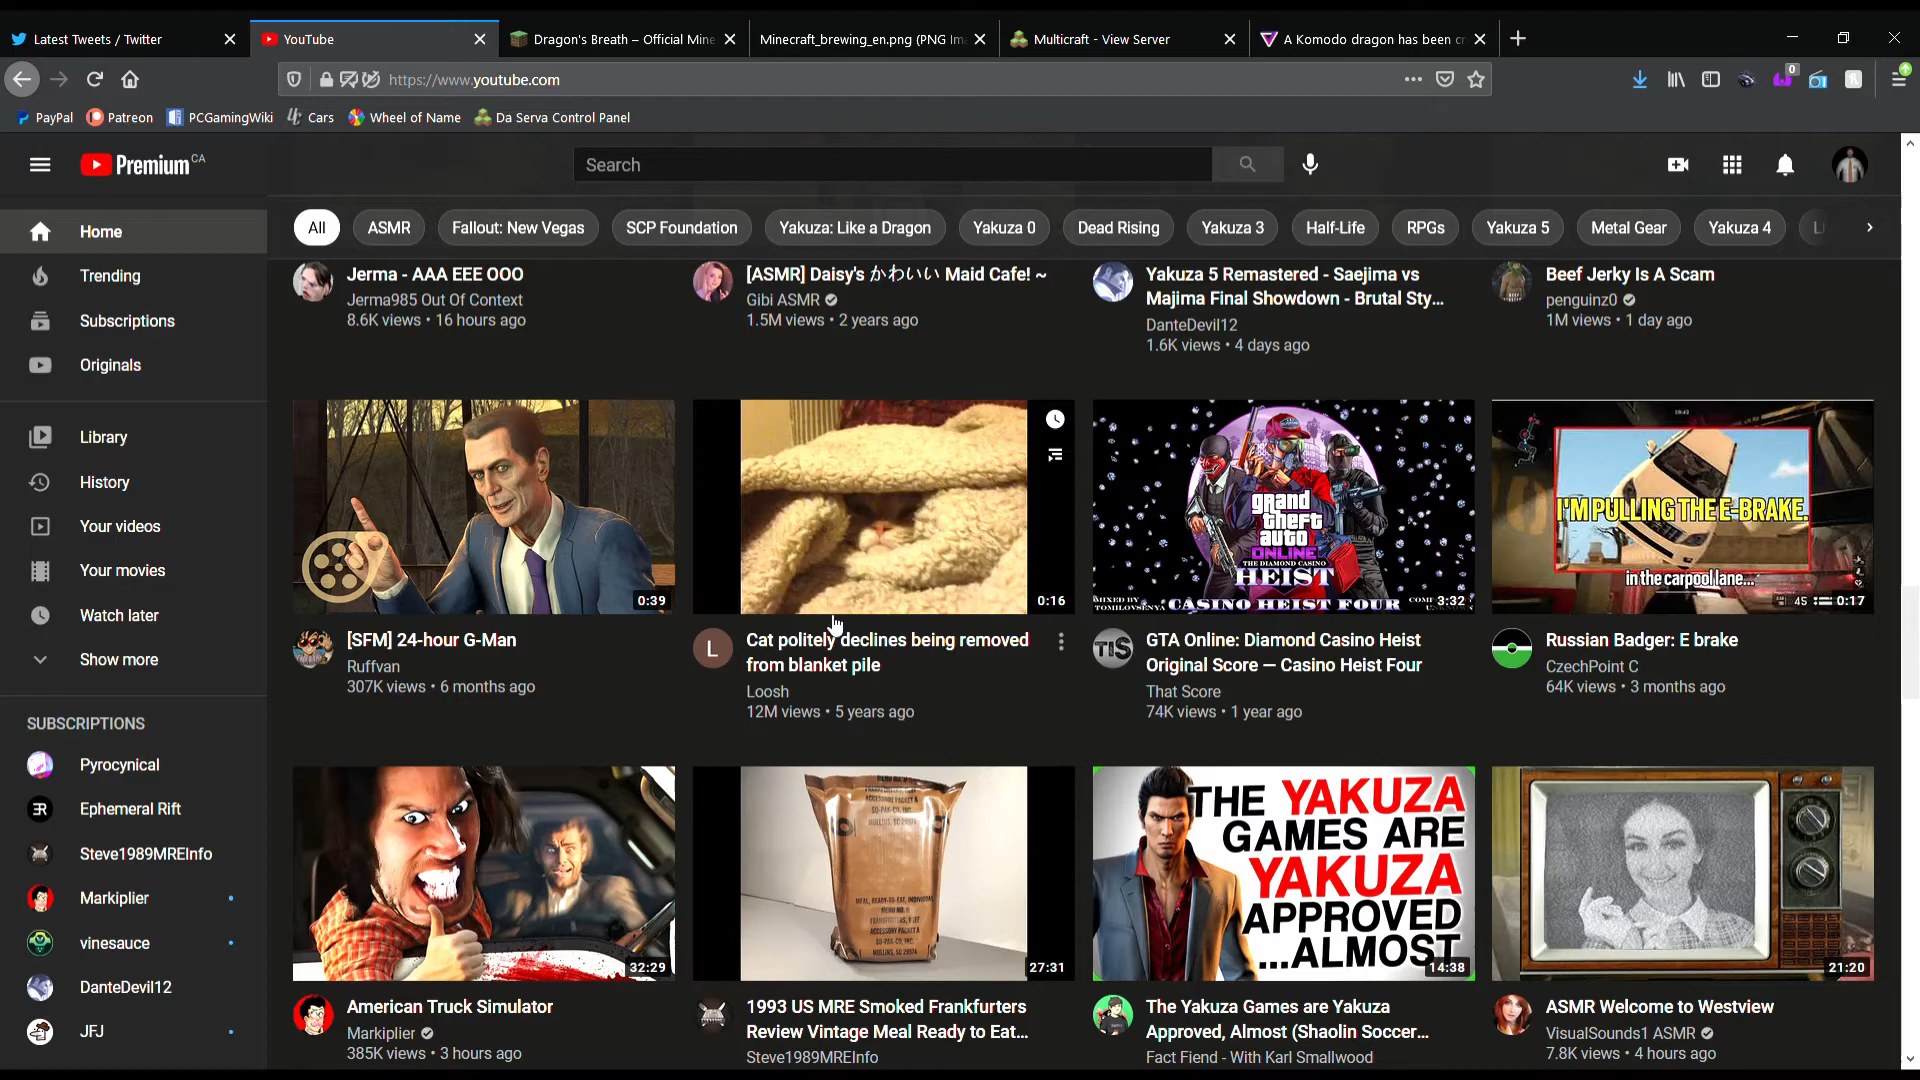 Latest Tweets / Twitter
YouTube
Dragon's Breath – Official Mine
Minecraft_brewing_en.png (PNG Im
Multicraft - View Server
A Komodo dragon has been c
https://www.youtube.com
0
PayPal
Patreon
PCGamingWiki
Cars
Wheel of Name
Da Serva Control Panel
Premium CA
Search
Home
Trending
Subscriptions
Originals
Library
History
Your videos
Your movies
Watch later
Show more
SUBSCRIPTIONS
Pyrocynical
Ephemeral Rift
Steve1989MREInfo
Markiplier
vinesauce
DanteDevil12
JFJ
All
ASMR
Fallout: New Vegas
SCP Foundation
Yakuza: Like a Dragon
Yakuza 0
Dead Rising
Yakuza 3
Half-Life
RPGs
Yakuza 5
Metal Gear
Yakuza 4
Jerma - AAA EEE OOO
Jerma985 Out Of Context
8.6K views • 16 hours ago
[ASMR] Daisy's かわいい Maid Cafe! ~
Gibi ASMR
1.5M views • 2 years ago
Yakuza 5 Remastered - Saejima vs
Majima Final Showdown - Brutal Sty...
DanteDevil12
1.6K views • 4 days ago
Beef Jerky Is A Scam
penguinz0
1M views • 1 day ago
0:39
[SFM] 24-hour G-Man
Ruffvan
307K views • 6 months ago
0:16
L
Cat politely declines being removed
from blanket pile
Loosh
12M views • 5 years ago
grand
theft
auto
ONLINE
THE DIAMOND CASINO
HEIST
MIXED BY
TOMILOVSENYA
CASINO HEIST FOUR
3:32
TIS
GTA Online: Diamond Casino Heist
Original Score — Casino Heist Four
That Score
74K views • 1 year ago
I'M PULLING THE E-BRAKE.
in the carpool lane...
45
0:17
Russian Badger: E brake
CzechPoint C
64K views • 3 months ago
32:29
American Truck Simulator
Markiplier
385K views • 3 hours ago
27:31
1993 US MRE Smoked Frankfurters
Review Vintage Meal Ready to Eat...
Steve1989MREInfo
THE YAKUZA
GAMES ARE
YAKUZA
APPROVED
...ALMOST
14:38
The Yakuza Games are Yakuza
Approved, Almost (Shaolin Soccer...
Fact Fiend - With Karl Smallwood
21:20
ASMR Welcome to Westview
VisualSounds1 ASMR
7.8K views • 4 hours ago